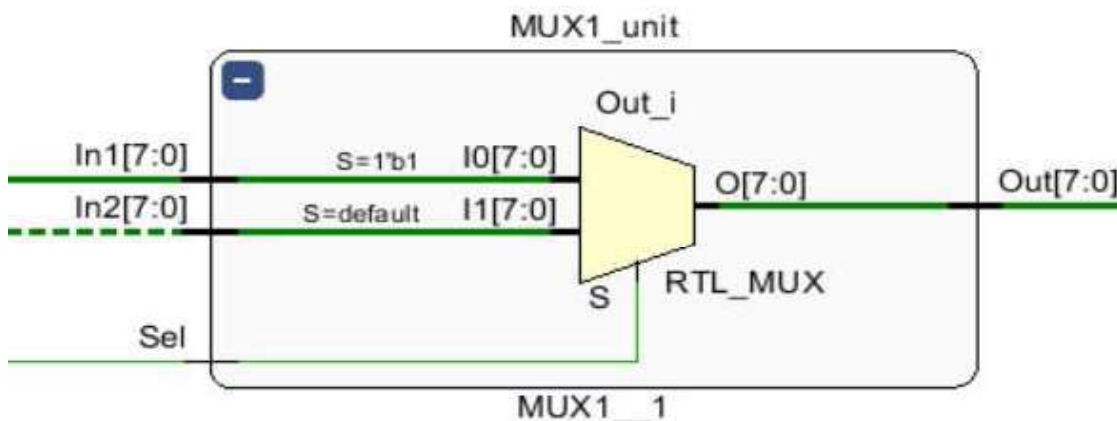 MUX1_unit
−
Out_i
In1[7:0]
S=1'b1
I0[7:0]
O[7:0]
Out[7:0]
In2[7:0]
S=default
I1[7:0]
S
RTL_MUX
Sel
MUX1__1